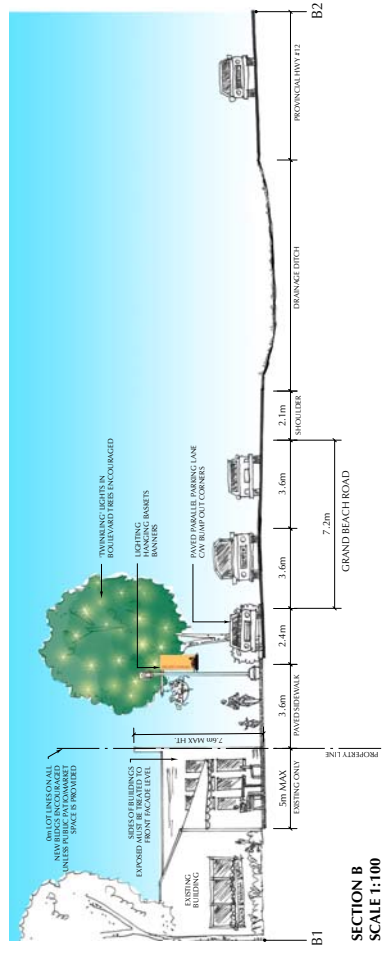 0m LOT LINES ON ALL
NEW BLDGS ENCOURAGED
UNLESS PUBLIC PATIO/MARKET
SPACE IS PROVIDED
'TWINKLING' LIGHTS IN
BOULEVARD TREES ENCOURAGED
SIDES OF BUILDINGS
EXPOSED MUST BE TREATED TO
FRONT FACADE LEVEL
LIGHTING
HANGING BASKETS
BANNERS
EXISTING
BUILDING
7.6m MAX HT.
PAVED PARALLEL PARKING LANE
C/W BUMP OUT CORNERS
B1
5m MAX
EXISTING ONLY
3.6m
PAVED SIDEWALK
2.4m
3.6m
3.6m
2.1m
SHOULDER
DRAINAGE DITCH
PROVINCIAL HWY #12
B2
7.2m
GRAND BEACH ROAD
PROPERTY LINE
SECTION B
SCALE 1:100